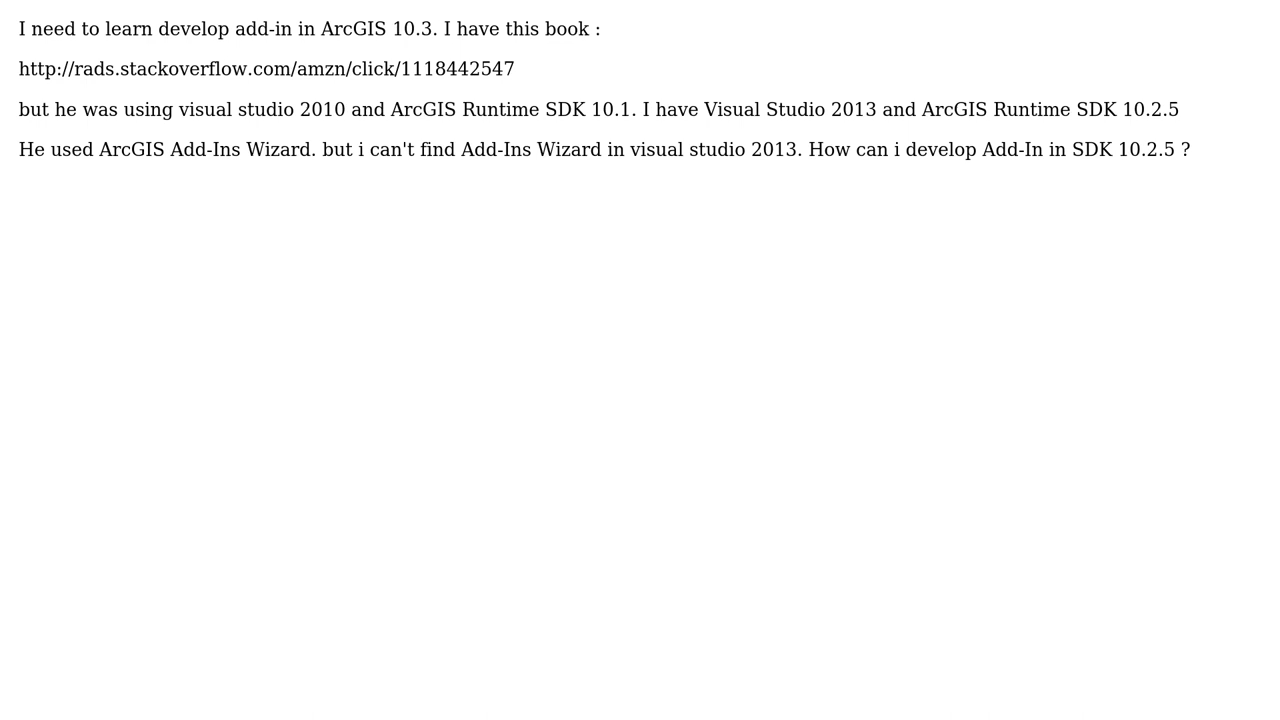 I need to learn develop add-in in ArcGIS 10.3. I have this book :
http://rads.stackoverflow.com/amzn/click/1118442547
but he was using visual studio 2010 and ArcGIS Runtime SDK 10.1. I have Visual Studio 2013 and ArcGIS Runtime SDK 10.2.5
He used ArcGIS Add-Ins Wizard. but i can't find Add-Ins Wizard in visual studio 2013. How can i develop Add-In in SDK 10.2.5 ?